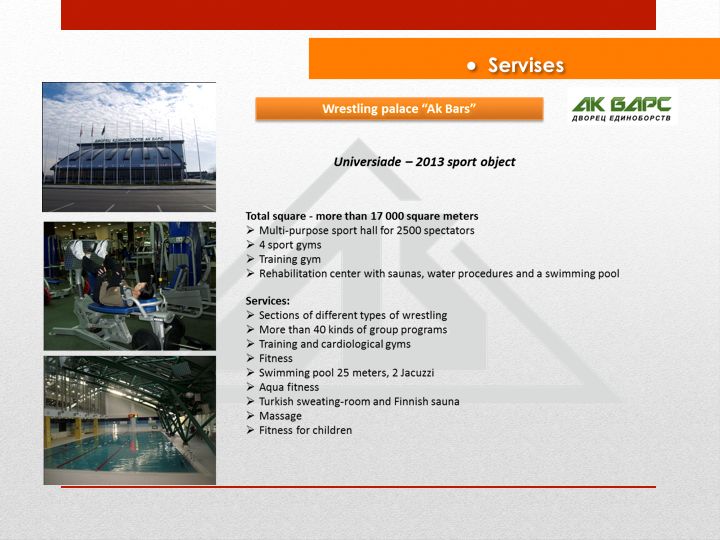 • Servises
Wrestling palace “Ak Bars”
АК БАРС
ДВОРЕЦ ЕДИНОБОРСТВ
ДВОРЕЦ ЕДИНОБОРСТВ АК БАРС
Universiade – 2013 sport object
Total square - more than 17 000 square meters
➢ Multi-purpose sport hall for 2500 spectators
➢ 4 sport gyms
➢ Training gym
➢ Rehabilitation center with saunas, water procedures and a swimming pool
Services:
➢ Sections of different types of wrestling
➢ More than 40 kinds of group programs
➢ Training and cardiological gyms
➢ Fitness
➢ Swimming pool 25 meters, 2 Jacuzzi
➢ Aqua fitness
➢ Turkish sweating-room and Finnish sauna
➢ Massage
➢ Fitness for children